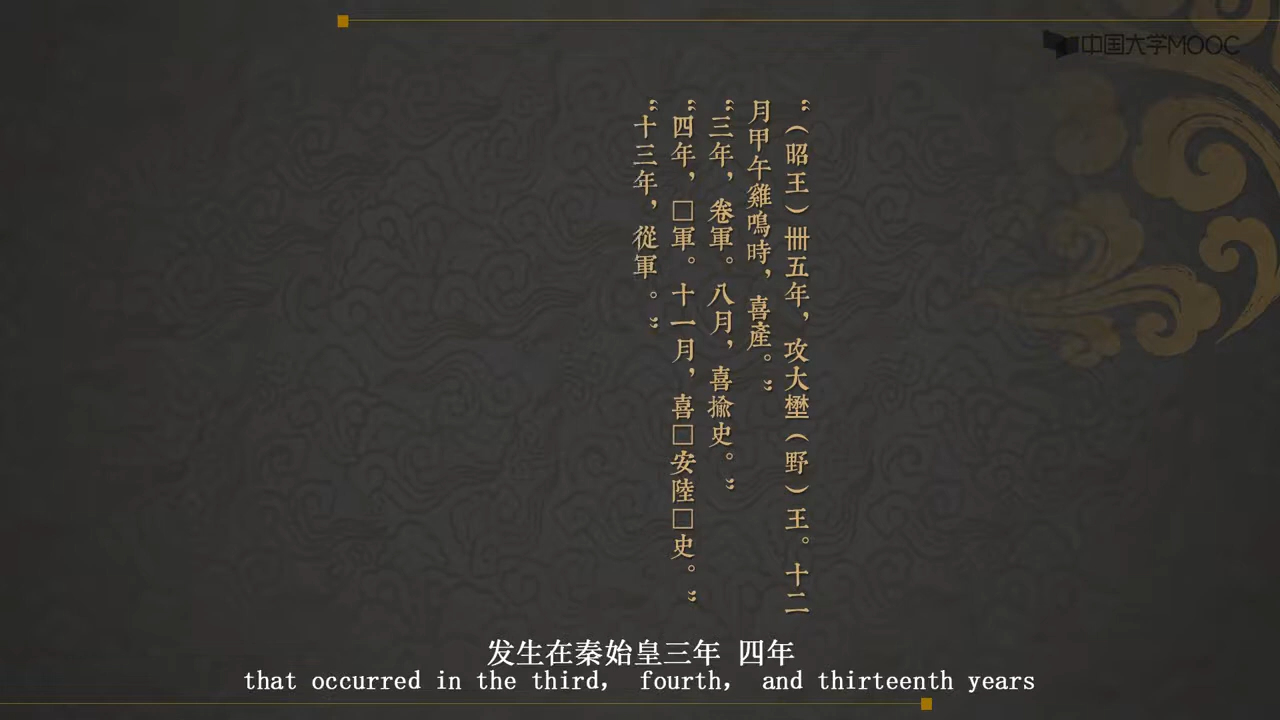 中国大学MOOC
“（昭王）卌五年，攻大壄（野）王。十二
月甲午雞鳴時，喜產。”
“三年，卷軍。八月，喜揄史。”
“四年，□軍。十一月，喜□安陸□史。”
“十三年，從軍。”
发生在秦始皇三年 四年
that occurred in the third, fourth, and thirteenth years